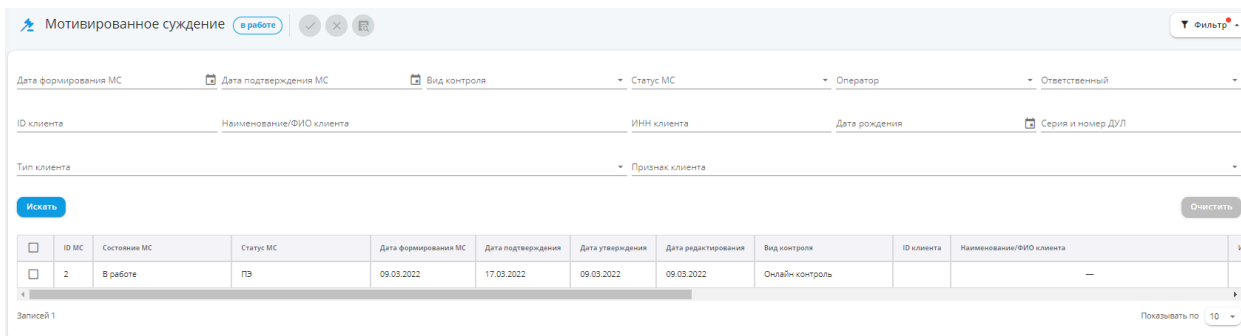 Мотивированное суждение в работе Фильтр
Дата формирования МС Дата подтверждения МС Вид контроля Статус МС Оператор Ответственный
ID клиента Наименование/ФИО клиента ИНН клиента Дата рождения Серия и номер ДУЛ
Тип клиента Признак клиента
Искать Очистить
ID МС Состояние МС Статус МС Дата формирования МС Дата подтверждения Дата утверждения Дата редактирования Вид контроля ID клиента Наименование/ФИО клиента
2 В работе ПЭ 09.03.2022 17.03.2022 09.03.2022 09.03.2022 Онлайн контроль —
Записей 1 Показывать по 10